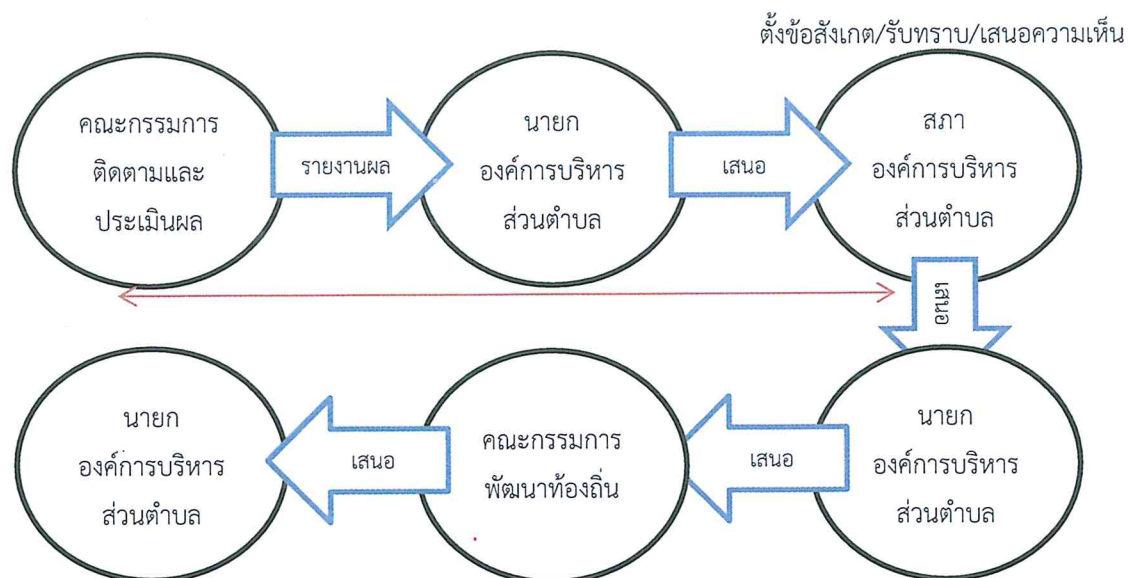 ตั้งข้อสังเกต/รับทราบ/เสนอความเห็น
คณะกรรมการ
ติดตามและ
ประเมินผล
รายงานผล
นายก
องค์การบริหาร
ส่วนตำบล
เสนอ
สภา
องค์การบริหาร
ส่วนตำบล
เสนอ
นายก
องค์การบริหาร
ส่วนตำบล
เสนอ
คณะกรรมการ
พัฒนาท้องถิ่น
เสนอ
นายก
องค์การบริหาร
ส่วนตำบล